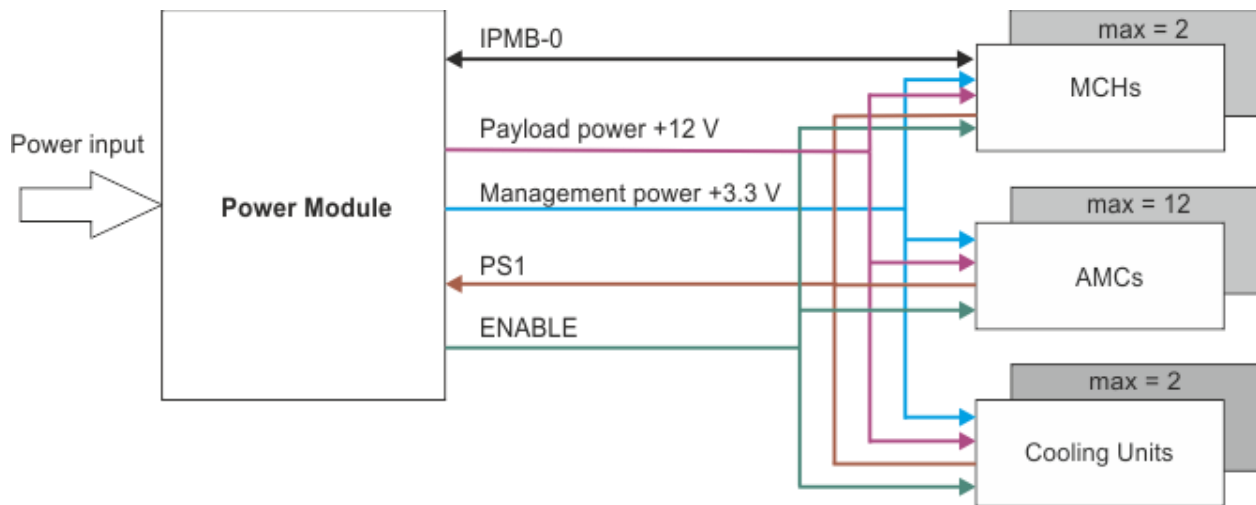 Power input
Power Module
IPMB-0
Payload power +12 V
Management power +3.3 V
PS1
ENABLE
max = 2
MCHs
max = 12
AMCs
max = 2
Cooling Units